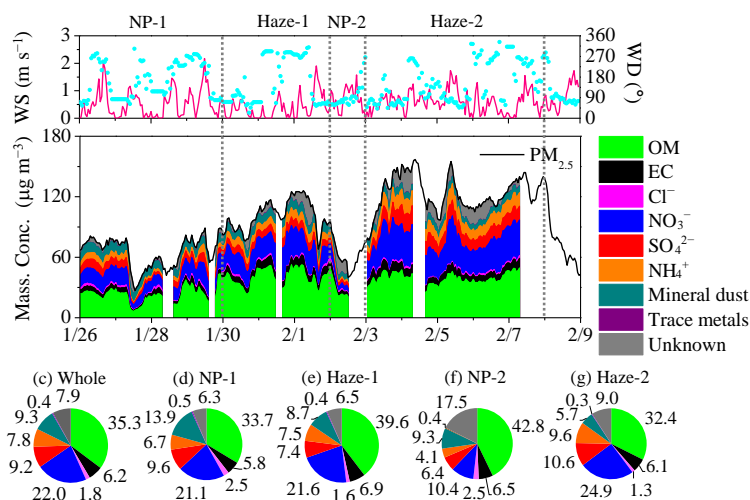 NP-1 Haze-1 NP-2 Haze-2
WS (m s⁻¹)
3
2
1
0
360
270
180
90
0
WD (°)
Mass. Conc. (μg m⁻³)
180
120
60
0
PM2.5
1/26 1/28 1/30 2/1 2/3 2/5 2/7 2/9
OM
EC
Cl⁻
NO₃⁻
SO₄²⁻
NH₄⁺
Mineral dust
Trace metals
Unknown
(c) Whole
35.3
6.2
1.8
22.0
9.2
7.8
9.3
0.4
7.9
(d) NP-1
33.7
5.8
2.5
21.1
9.6
6.7
13.9
0.5
6.3
(e) Haze-1
39.6
6.9
1.6
21.6
7.4
7.5
8.7
0.4
6.5
(f) NP-2
42.8
6.5
2.5
10.4
6.4
4.1
9.3
0.4
17.5
(g) Haze-2
32.4
6.1
1.3
24.9
10.6
9.6
5.7
0.3
9.0